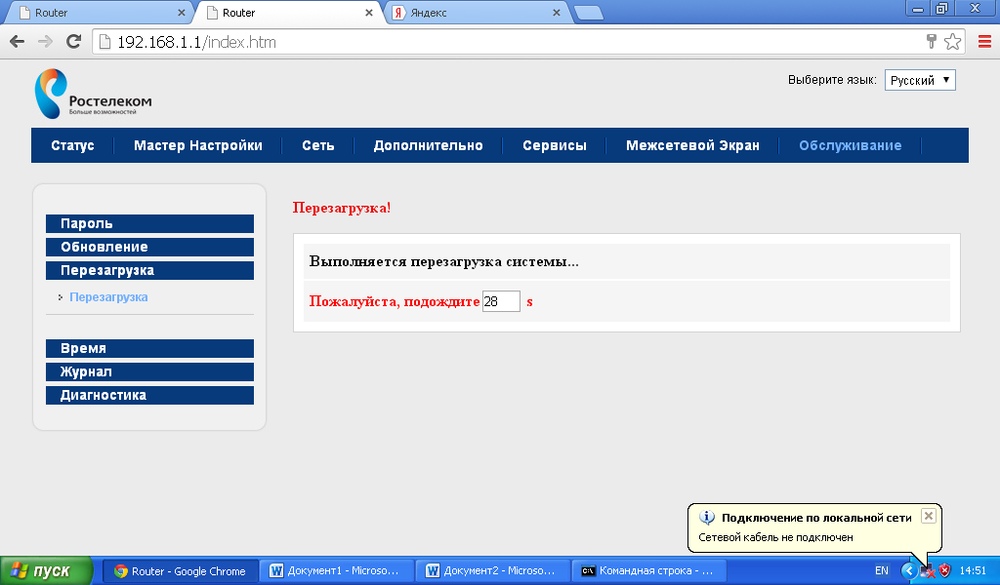 Router
Router
Яндекс
192.168.1.1/index.htm
Ростелеком
Больше возможностей
Выберите язык:
Русский
Статус
Мастер Настройки
Сеть
Дополнительно
Сервисы
Межсетевой Экран
Обслуживание
Пароль
Обновление
Перезагрузка
Перезагрузка
Время
Журнал
Диагностика
Перезагрузка!
Выполняется перезагрузка системы...
Пожалуйста, подождите 28 s
Подключение по локальной сети
Сетевой кабель не подключен
пуск
Router - Google Chrome
Документ1 - Microso...
Документ2 - Microso...
Командная строка - ...
EN
14:51